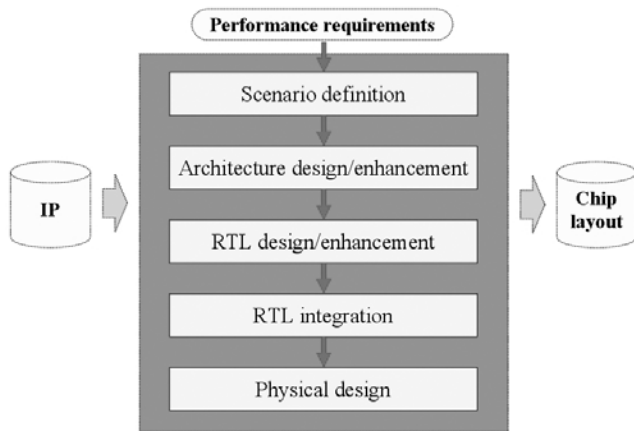 Performance requirements
Scenario definition
Architecture design/enhancement
IP
RTL design/enhancement
Chip
layout
RTL integration
Physical design